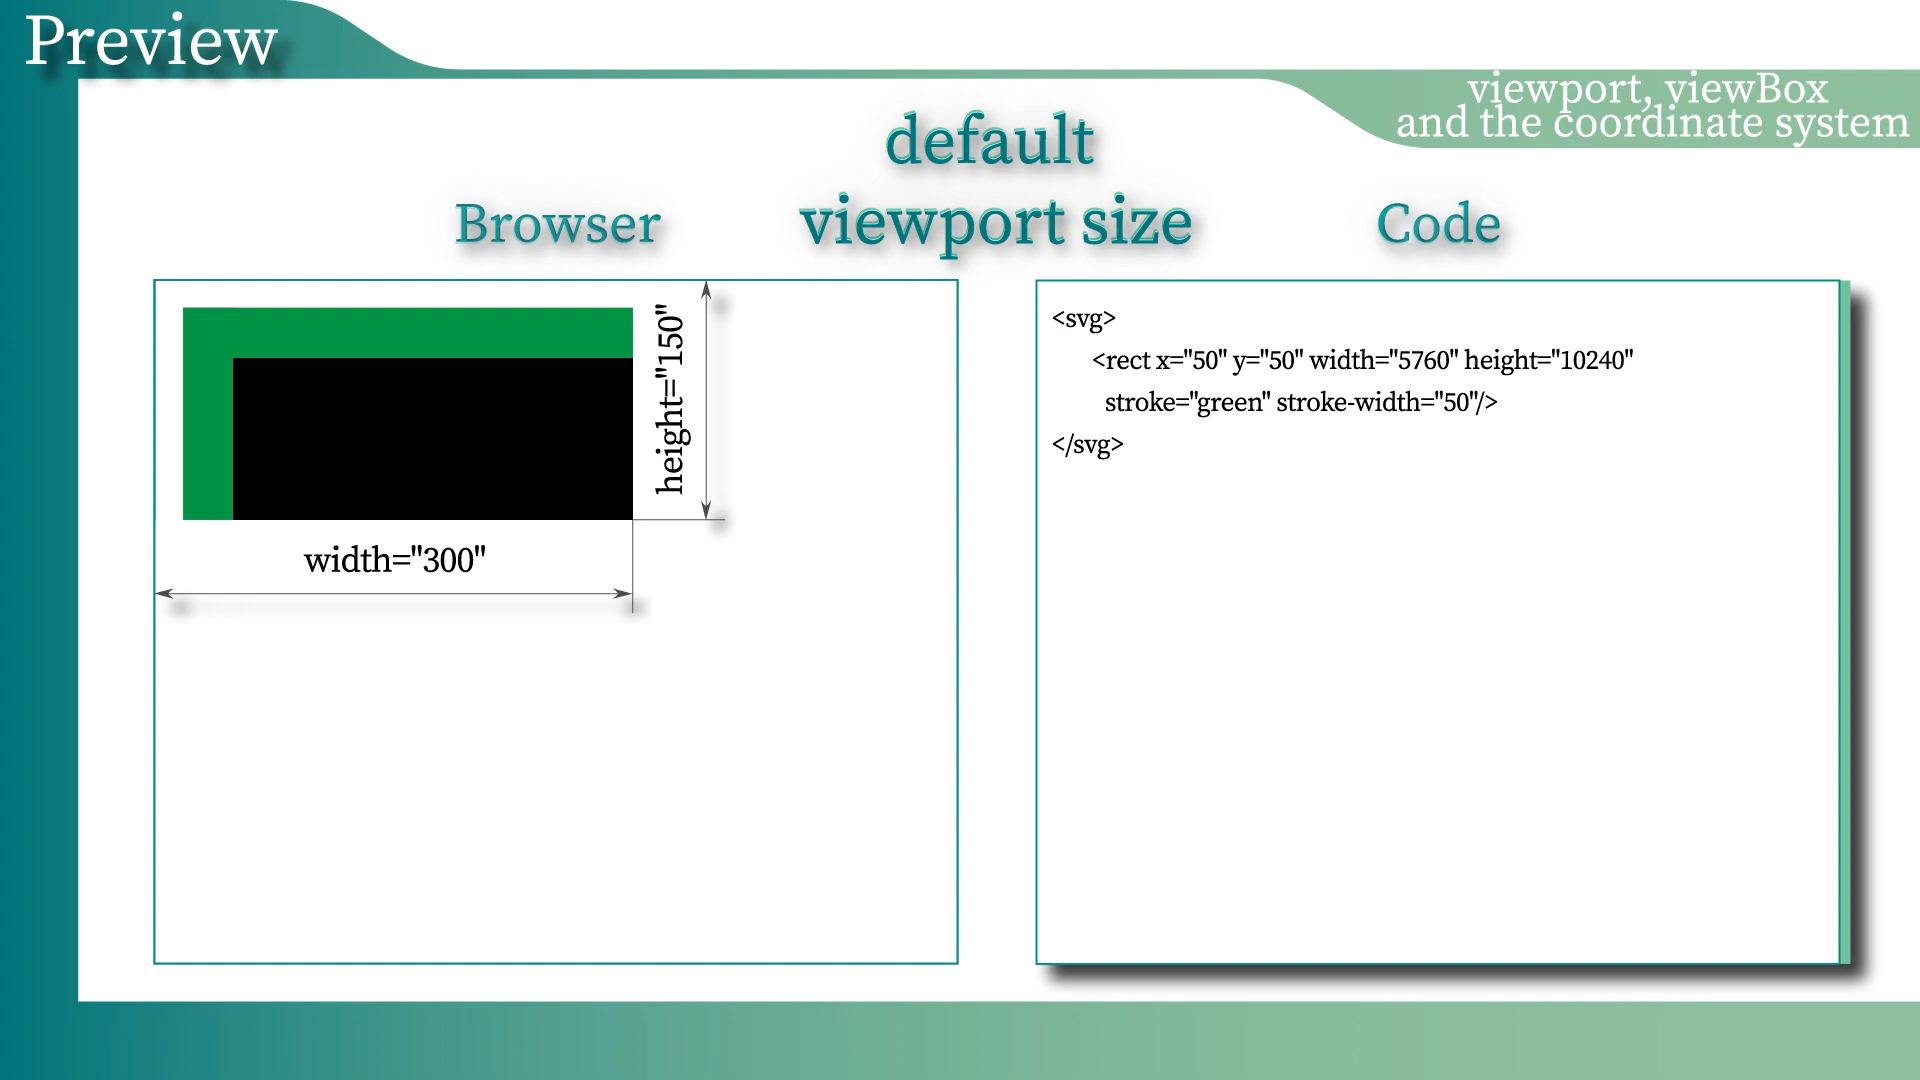 Preview
viewport, viewBox
and the coordinate system
default
viewport size
Browser
Code
height="150"
width="300"
<svg>
<rect x="50" y="50" width="5760" height="10240"
stroke="green" stroke-width="50"/>
</svg>